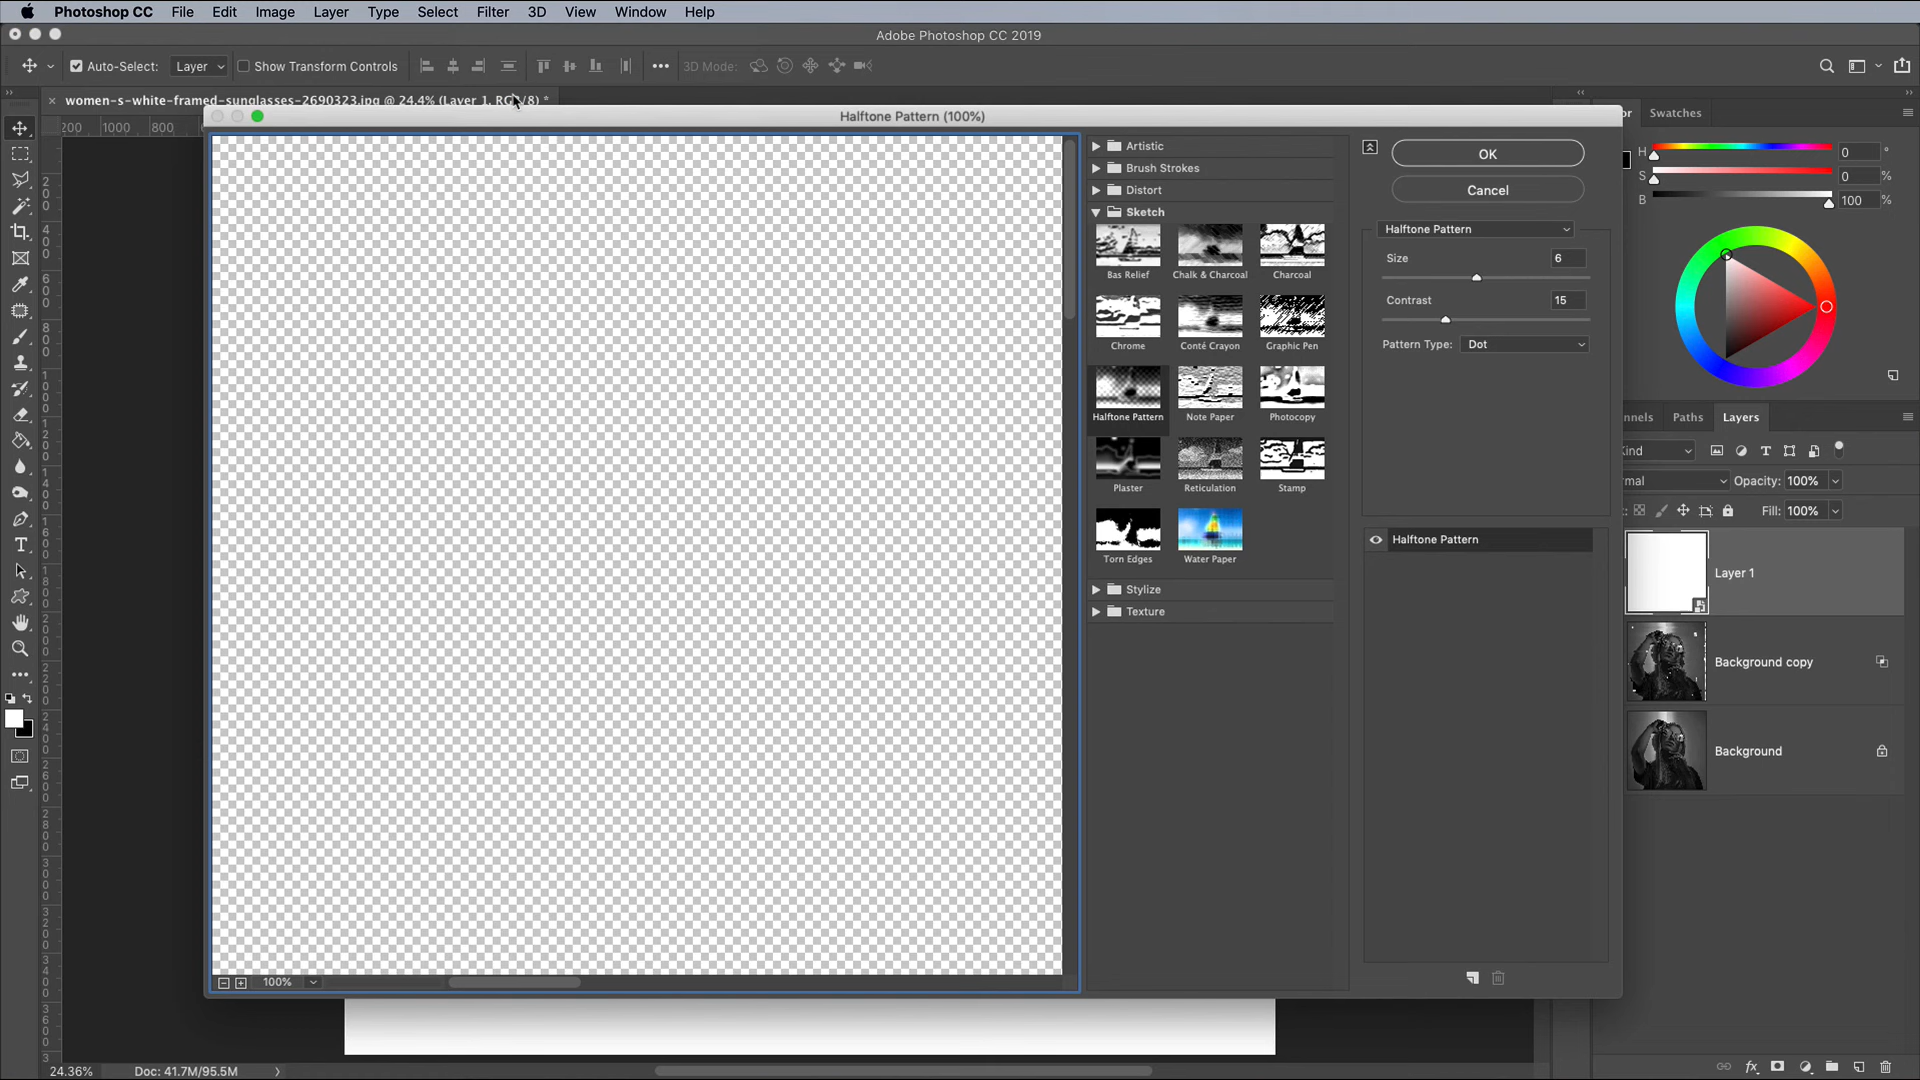 Photoshop CC File Edit Image Layer Type Select Filter 3D View Window Help
Adobe Photoshop CC 2019
Auto-Select: Layer Show Transform Controls 3D Mode:
women-s-white-framed-sunglasses-2690323.jpg @ 24.4% (Layer 1, RGB/8) *
Halftone Pattern (100%)
200 1000 800
Swatches
Artistic
Brush Strokes
Distort
Sketch
Bas Relief Chalk & Charcoal Charcoal
Chrome Conté Crayon Graphic Pen
Halftone Pattern Note Paper Photocopy
Plaster Reticulation Stamp
Torn Edges Water Paper
Stylize
Texture
OK
Cancel
Halftone Pattern
Size 6
Contrast 15
Pattern Type: Dot
Halftone Pattern
H 0 °
S 0 %
B 100 %
nnels Paths Layers
Kind
mal Opacity: 100%
Fill: 100%
Layer 1
Background copy
Background
100%
24.36% Doc: 41.7M/95.5M